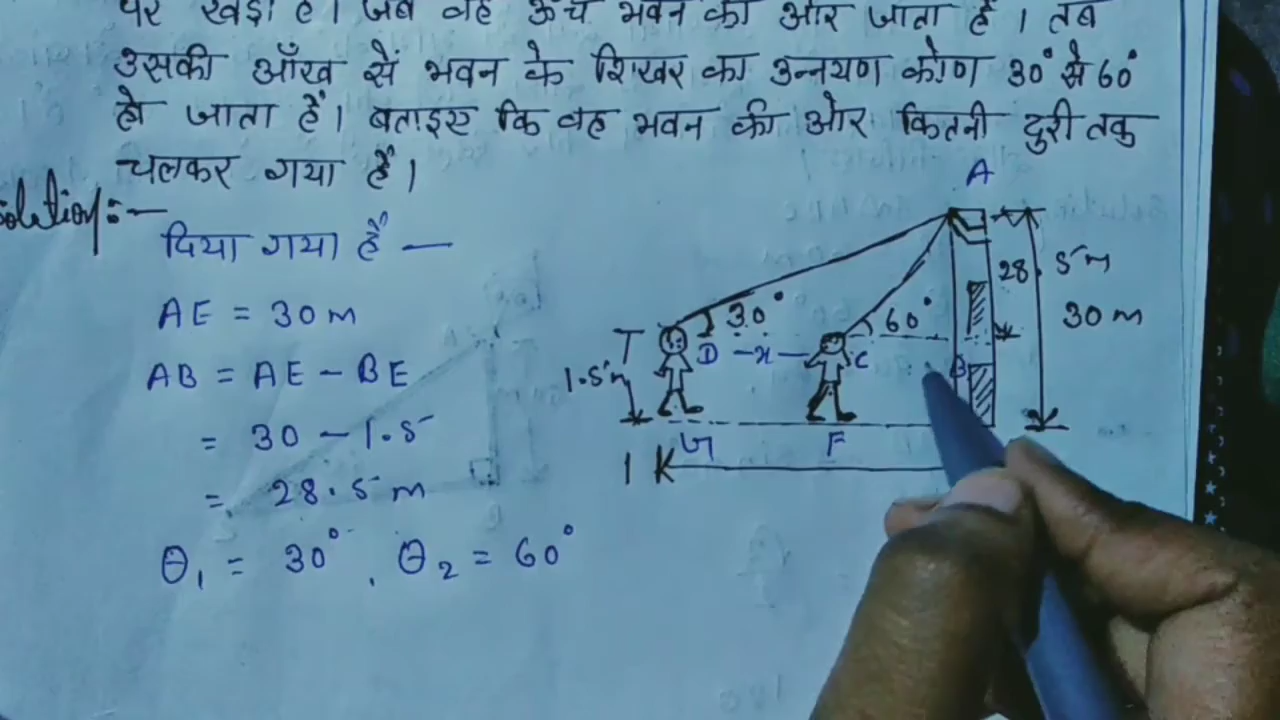 पर खड़ा है। जब वह ऊँचे भवन की ओर जाता हैं। तब
उसकी आँख सें भवन के शिखर का उन्नयण कोण 30° से 60°
हो जाता हैं। बताइए कि वह भवन की ओर कितनी दुरी तक
चलकर गया हैं।
Solution:—
दिया गया हैं —
AE = 30 m
AB = AE - BE
= 30 - 1.5
= 28.5 m
θ₁ = 30°, θ₂ = 60°
A
28.5 m
30 m
30°
60°
D - x - C
B
1.5 m
G F